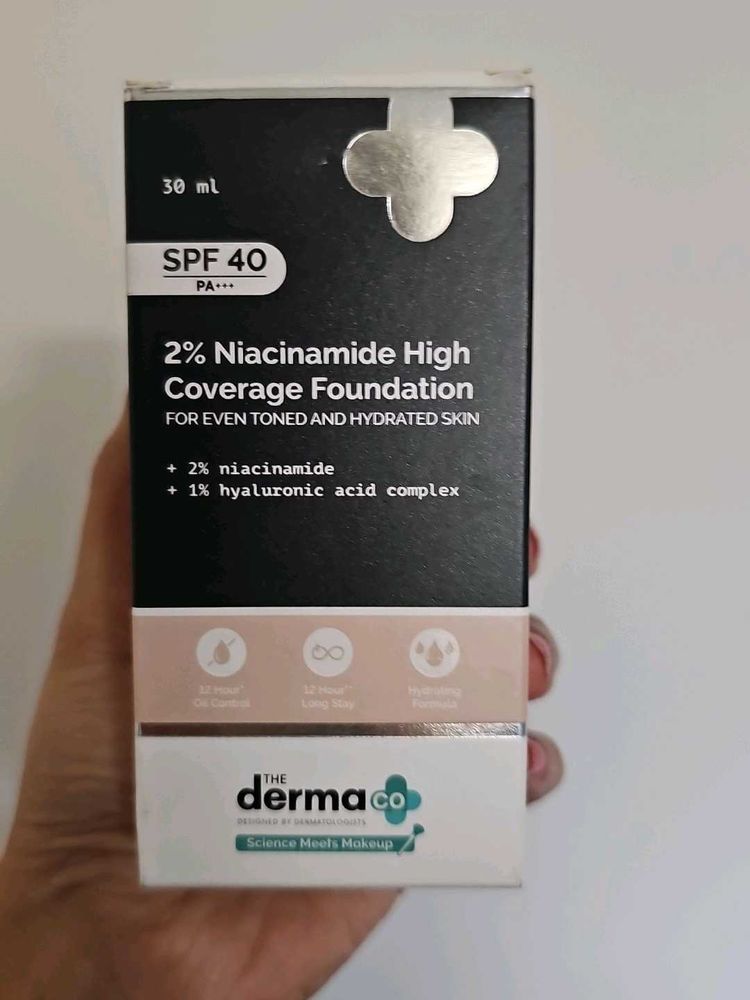 30 ml
SPF 40
PA+++
2% Niacinamide High
Coverage Foundation
FOR EVEN TONED AND HYDRATED SKIN
+ 2% niacinamide
+ 1% hyaluronic acid complex
12 Hour* 12 Hour** Hydrating
Oil Control Long Stay Formula
THE
derma co
DESIGNED BY DERMATOLOGISTS
Science Meets Makeup